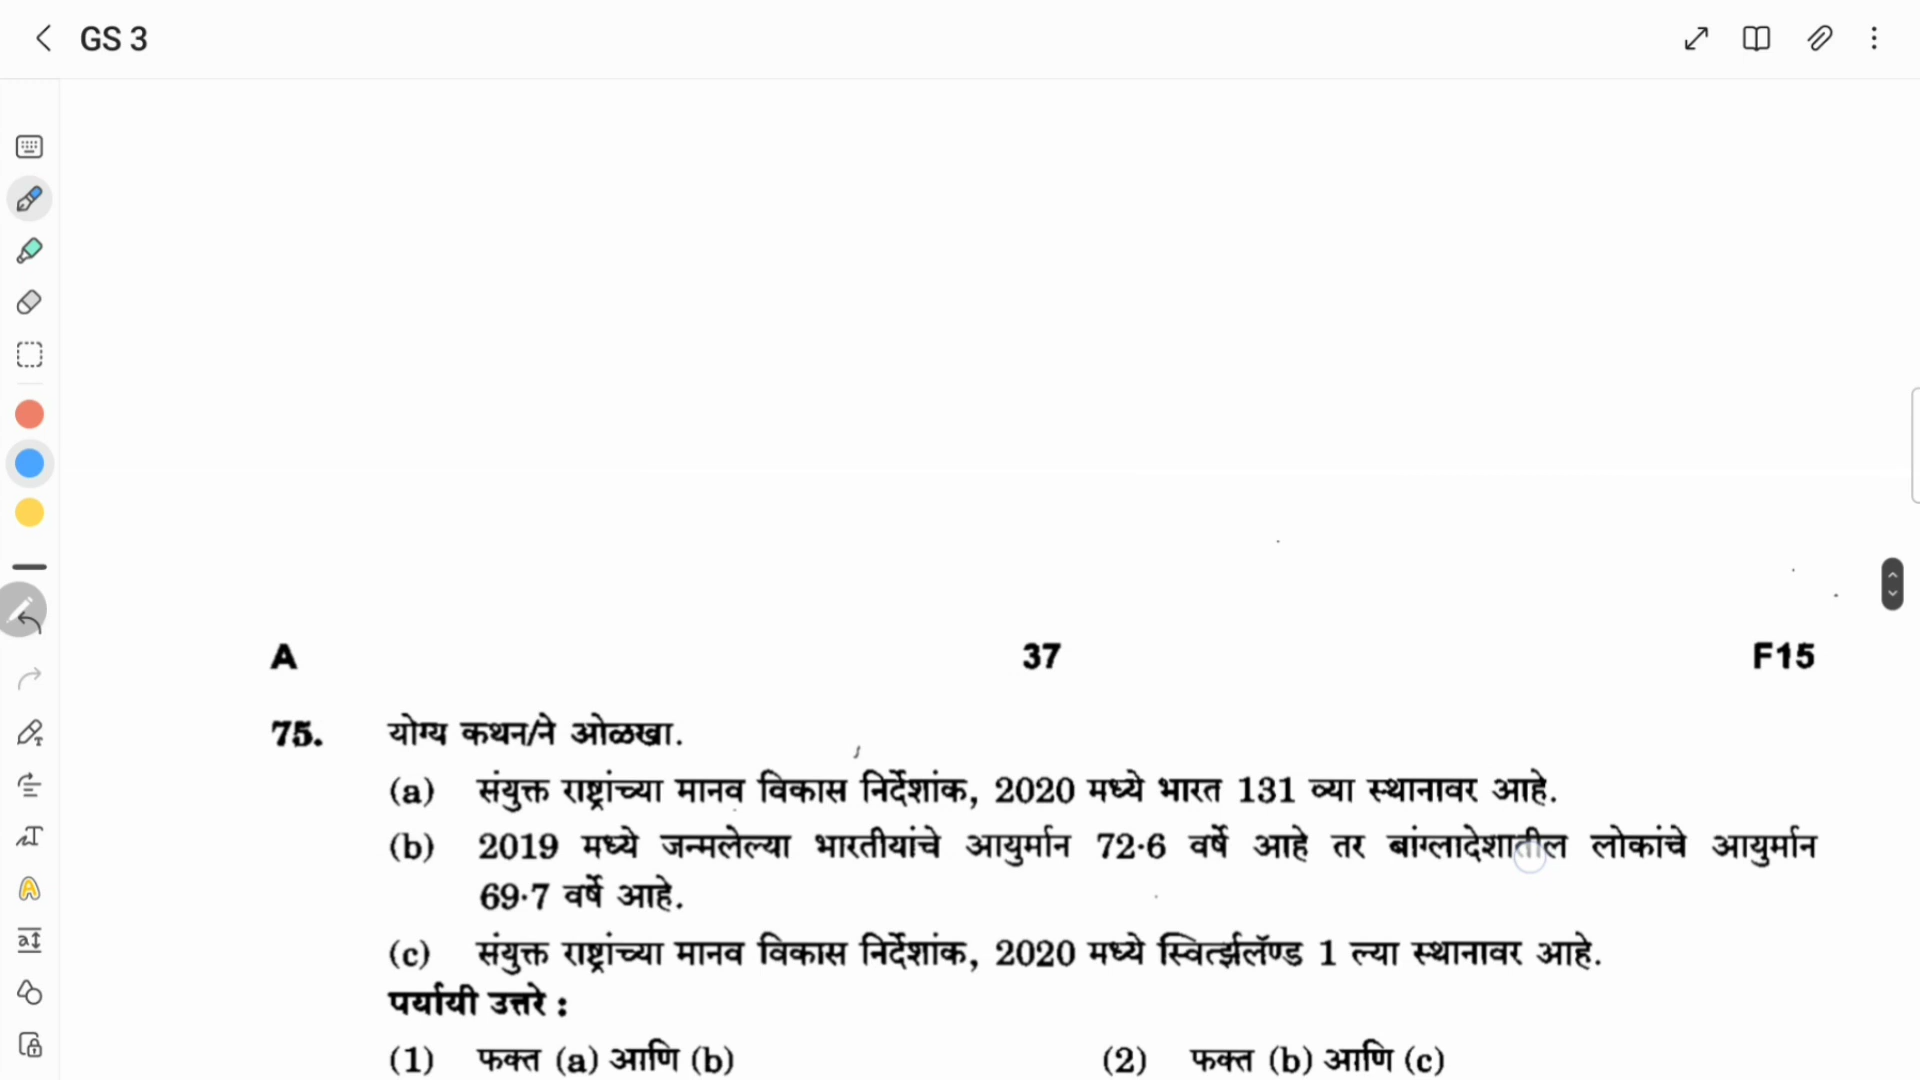 GS 3
A 37 F15
75. योग्य कथन/ने ओळखा.
(a) संयुक्त राष्ट्रांच्या मानव विकास निर्देशांक, 2020 मध्ये भारत 131 व्या स्थानावर आहे.
(b) 2019 मध्ये जन्मलेल्या भारतीयांचे आयुर्मान 72·6 वर्षे आहे तर बांग्लादेशातील लोकांचे आयुर्मान
69·7 वर्षे आहे.
(c) संयुक्त राष्ट्रांच्या मानव विकास निर्देशांक, 2020 मध्ये स्वित्झर्लॅण्ड 1 ल्या स्थानावर आहे.
पर्यायी उत्तरे :
(1) फक्त (a) आणि (b) (2) फक्त (b) आणि (c)